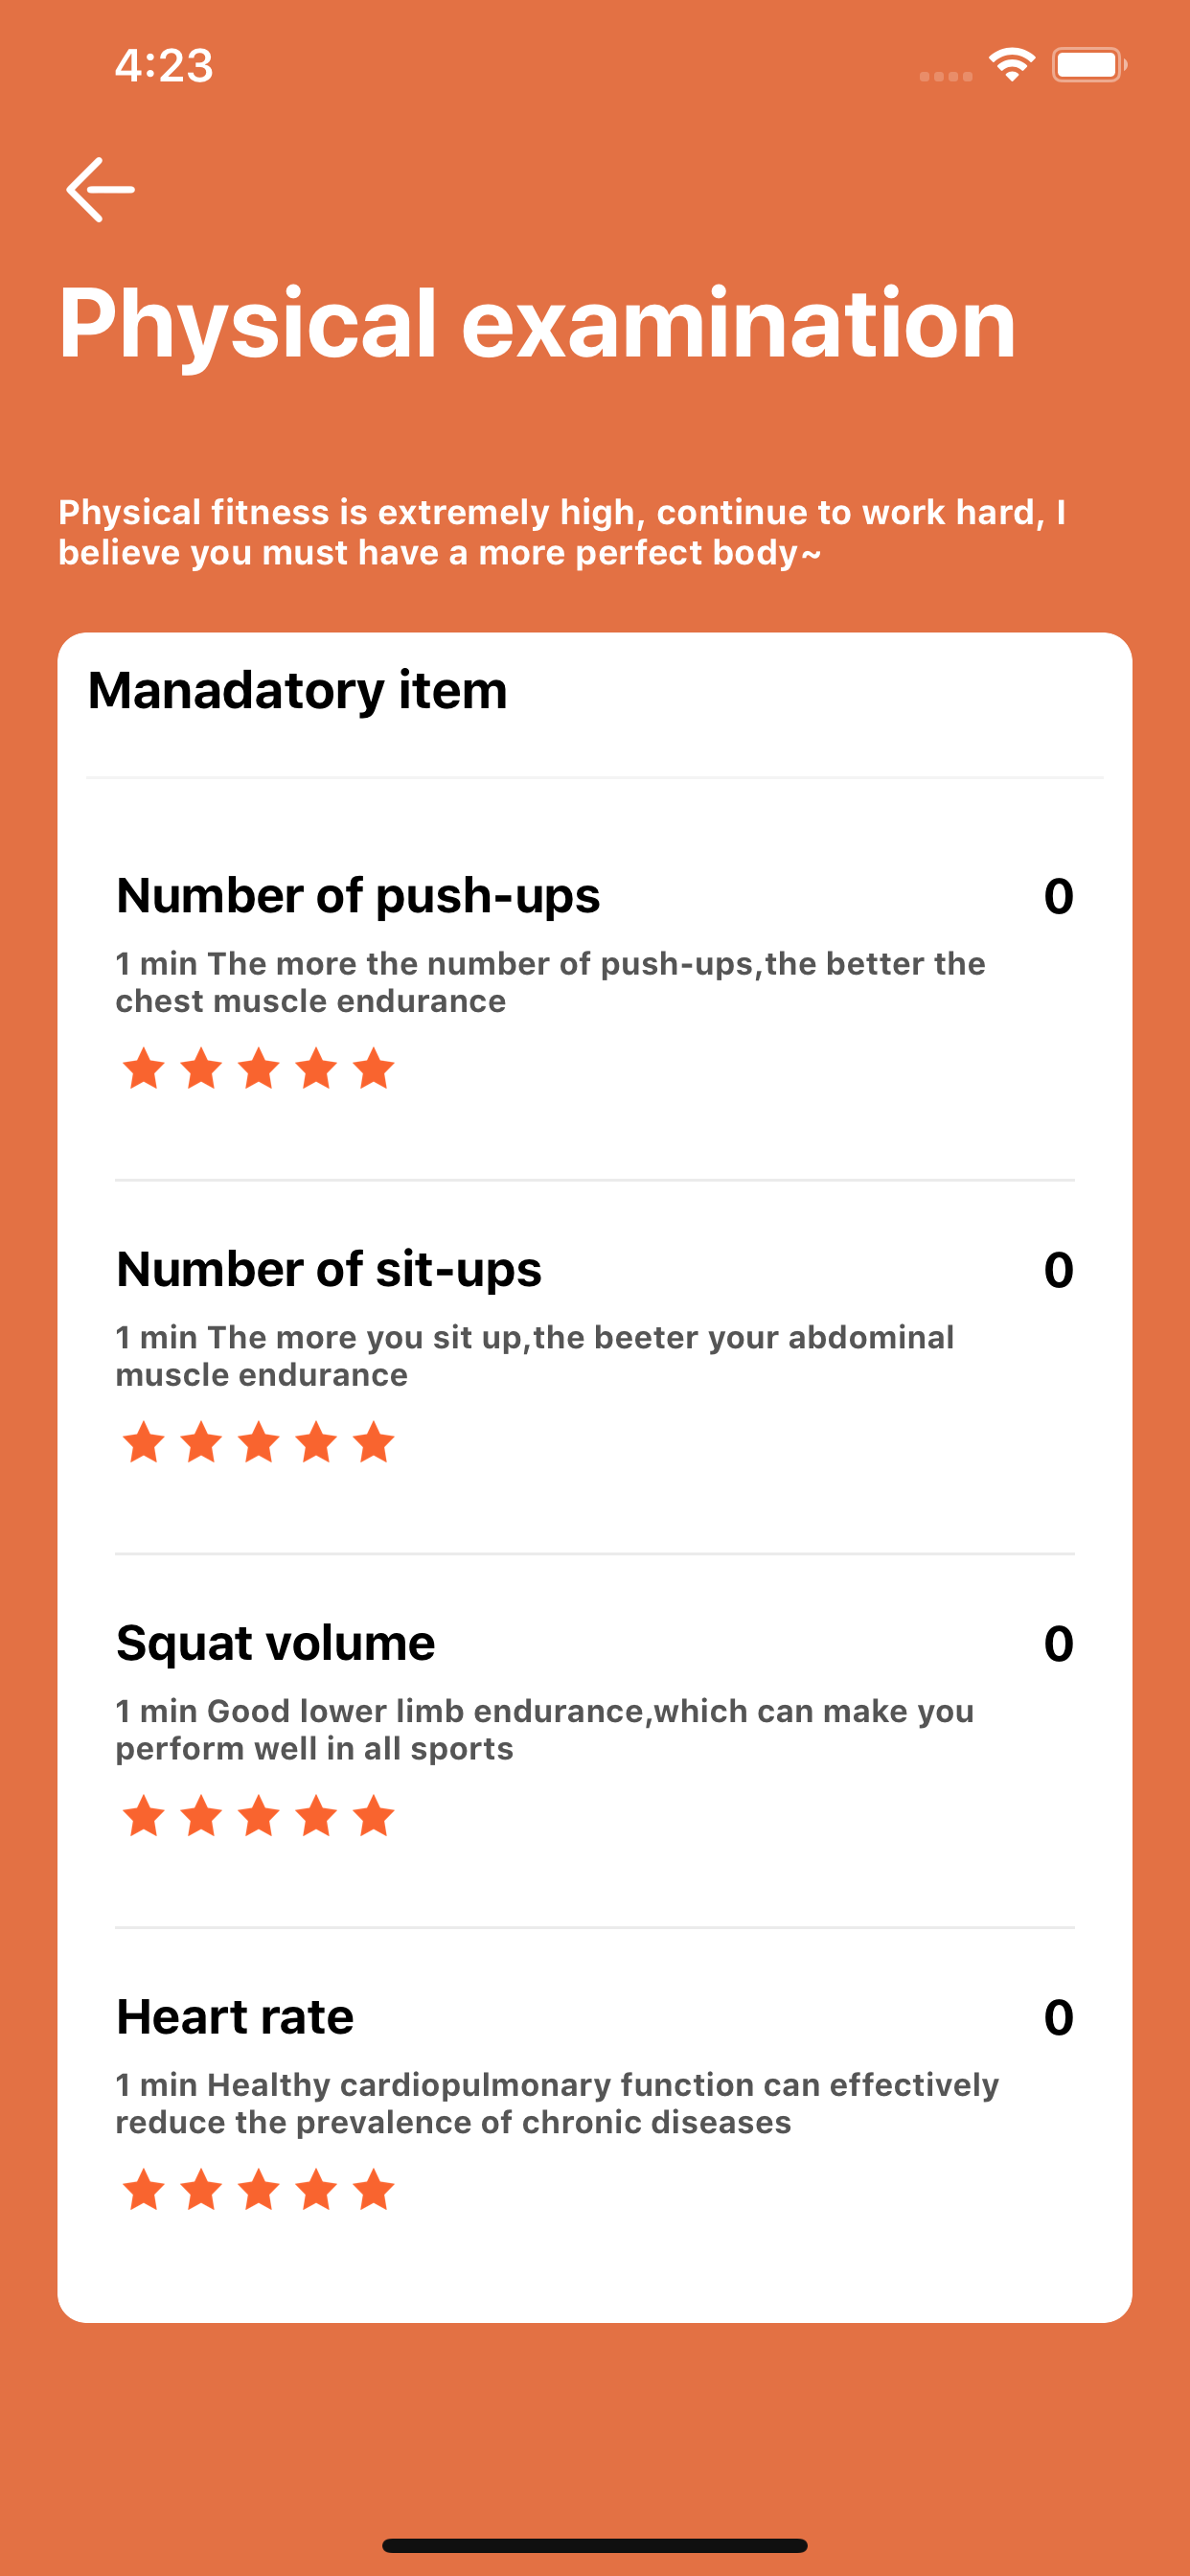 4:23
Physical examination
Physical fitness is extremely high, continue to work hard, I
believe you must have a more perfect body~
Manadatory item
Number of push-ups 0
1 min The more the number of push-ups,the better the
chest muscle endurance
Number of sit-ups 0
1 min The more you sit up,the beeter your abdominal
muscle endurance
Squat volume 0
1 min Good lower limb endurance,which can make you
perform well in all sports
Heart rate 0
1 min Healthy cardiopulmonary function can effectively
reduce the prevalence of chronic diseases